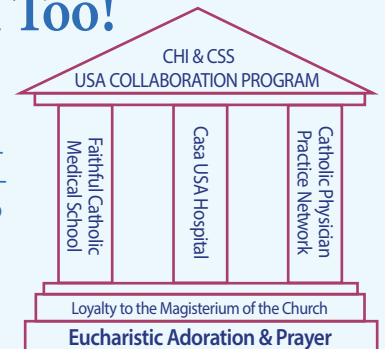 Too!
CHI & CSS
USA COLLABORATION PROGRAM
Faithful Catholic
Medical School
Casa USA Hospital
Catholic Physician
Practice Network
Loyalty to the Magisterium of the Church
Eucharistic Adoration & Prayer